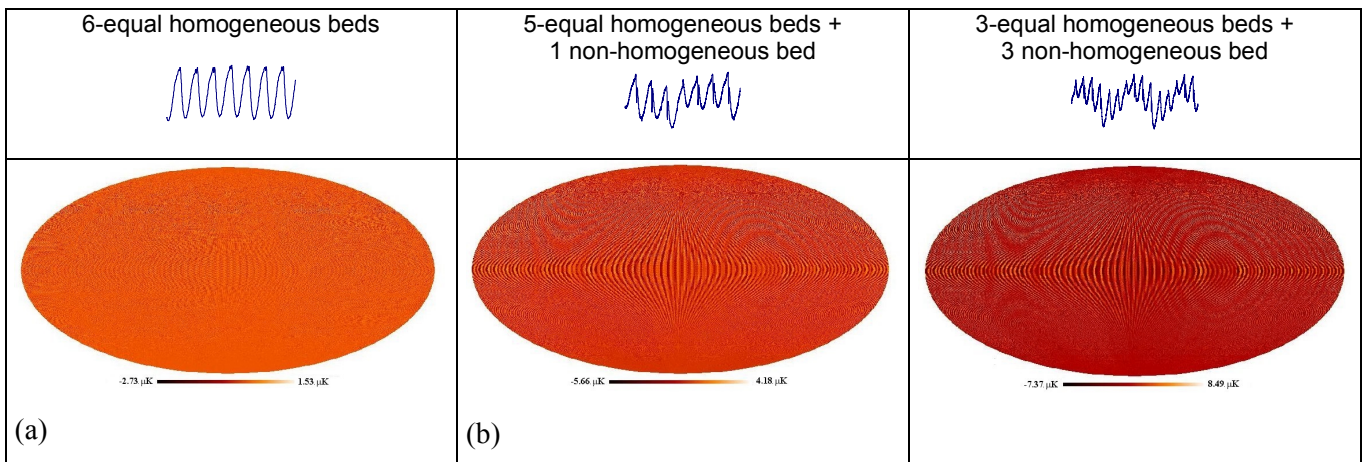 6-equal homogeneous beds
5-equal homogeneous beds +
1 non-homogeneous bed
3-equal homogeneous beds +
3 non-homogeneous bed
-2.73 µK 1.53 µK
-5.66 µK 4.18 µK
-7.37 µK 8.49 µK
(a)
(b)